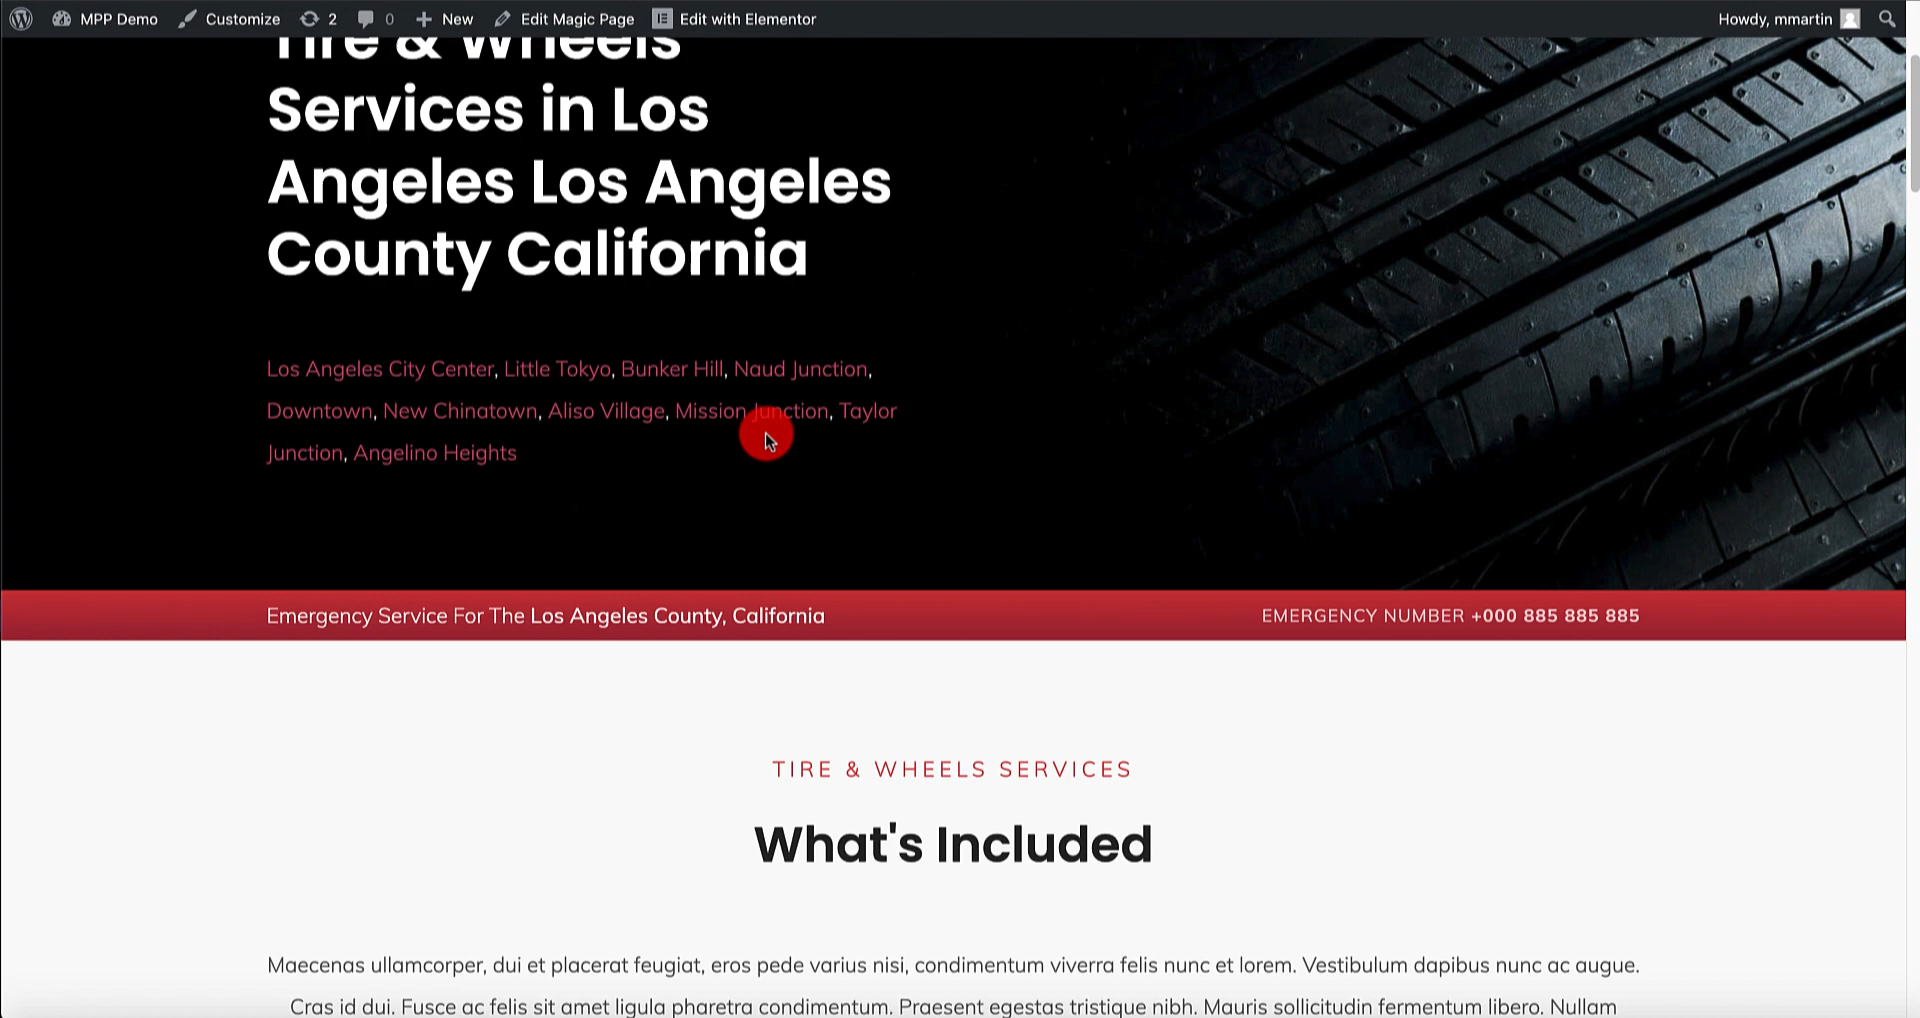 MPP Demo Customize 2 0 New Edit Magic Page Edit with Elementor Howdy, mmartin
Tire & Wheels
Services in Los
Angeles Los Angeles
County California
Los Angeles City Center, Little Tokyo, Bunker Hill, Naud Junction,
Downtown, New Chinatown, Aliso Village, Mission Junction, Taylor
Junction, Angelino Heights
Emergency Service For The Los Angeles County, California EMERGENCY NUMBER +000 885 885 885
TIRE & WHEELS SERVICES
What's Included
Maecenas ullamcorper, dui et placerat feugiat, eros pede varius nisi, condimentum viverra felis nunc et lorem. Vestibulum dapibus nunc ac augue.
Cras id dui. Fusce ac felis sit amet ligula pharetra condimentum. Praesent egestas tristique nibh. Mauris sollicitudin fermentum libero. Nullam